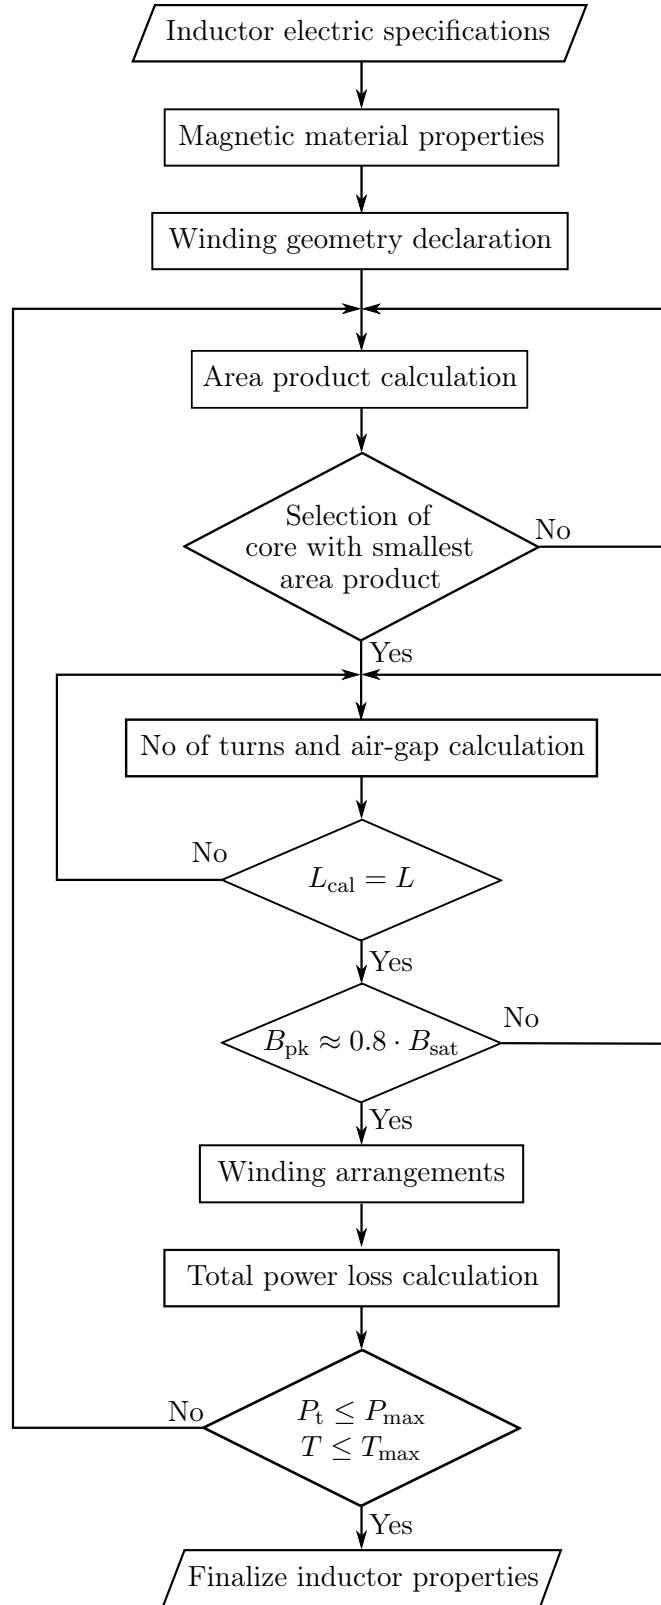 Inductor electric specifications
Magnetic material properties
Winding geometry declaration
Area product calculation
Selection of
core with smallest
area product
No
Yes
No of turns and air-gap calculation
No
L_cal = L
Yes
B_pk ≈ 0.8 · B_sat
No
Yes
Winding arrangements
Total power loss calculation
No
P_t ≤ P_max
T ≤ T_max
Yes
Finalize inductor properties